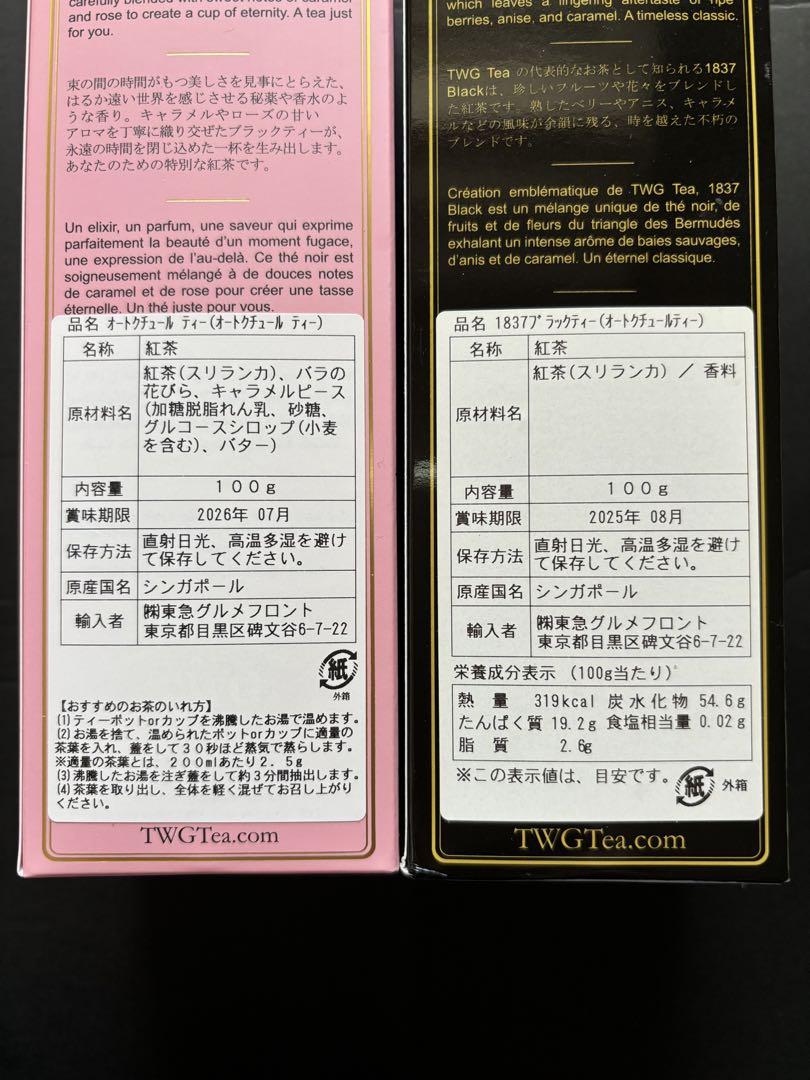 carefully blended with sweet notes of caramel
and rose to create a cup of eternity. A tea just
for you.
束の間の時間がもつ美しさを見事にとらえた、
はるか遠い世界を感じさせる秘薬や香水のよ
うな香り。キャラメルやローズの甘い
アロマを丁寧に織り交ぜたブラックティーが、
永遠の時間を閉じ込めた一杯を生み出します。
あなたのための特別な紅茶です。
Un elixir, un parfum, une saveur qui exprime
parfaitement la beauté d'un moment fugace,
une expression de l'au-delà. Ce thé noir est
soigneusement mélangé à de douces notes
de caramel et de rose pour créer une tasse
éternelle. Un thé juste pour vous.
品名 オートクチュール ティー(オートクチュール ティー)
名称 紅茶
原材料名 紅茶(スリランカ)、バラの
花びら、キャラメルピース
(加糖脱脂れん乳、砂糖、
グルコースシロップ(小麦
を含む)、バター)
内容量 100g
賞味期限 2026年 07月
保存方法 直射日光、高温多湿を避け
て保存してください。
原産国名 シンガポール
輸入者 ㈱東急グルメフロント
東京都目黒区碑文谷6-7-22
紙
外箱
【おすすめのお茶のいれ方】
(1)ティーポットorカップを沸騰したお湯で温めます。
(2)お湯を捨て、温められたポットorカップに適量の
茶葉を入れ、蓋をして30秒ほど蒸気で蒸らします。
※適量の茶葉とは、200mlあたり2.5g
(3)沸騰したお湯を注ぎ蓋をして約3分間抽出します。
(4)茶葉を取り出し、全体を軽く混ぜてお召し上がり
ください。
TWGTea.com
which leaves a lingering aftertaste of ripe
berries, anise, and caramel. A timeless classic.
TWG Tea の代表的なお茶として知られる1837
Blackは、珍しいフルーツや花々をブレンドし
た紅茶です。熟したベリーやアニス、キャラメ
ルなどの風味が余韻に残る、時を越えた不朽の
ブレンドです。
Création emblématique de TWG Tea, 1837
Black est un mélange unique de thé noir, de
fruits et de fleurs du triangle des Bermudes
exhalant un intense arôme de baies sauvages,
d'anis et de caramel. Un éternel classique.
品名 1837ブラックティー(オートクチュールティー)
名称 紅茶
原材料名 紅茶(スリランカ) / 香料
内容量 100g
賞味期限 2025年 08月
保存方法 直射日光、高温多湿を避け
て保存してください。
原産国名 シンガポール
輸入者 ㈱東急グルメフロント
東京都目黒区碑文谷6-7-22
栄養成分表示 (100g当たり)
熱量 319kcal 炭水化物 54.6g
たんぱく質 19.2g 食塩相当量 0.02g
脂質 2.6g
※この表示値は、目安です。
紙
外箱
TWGTea.com